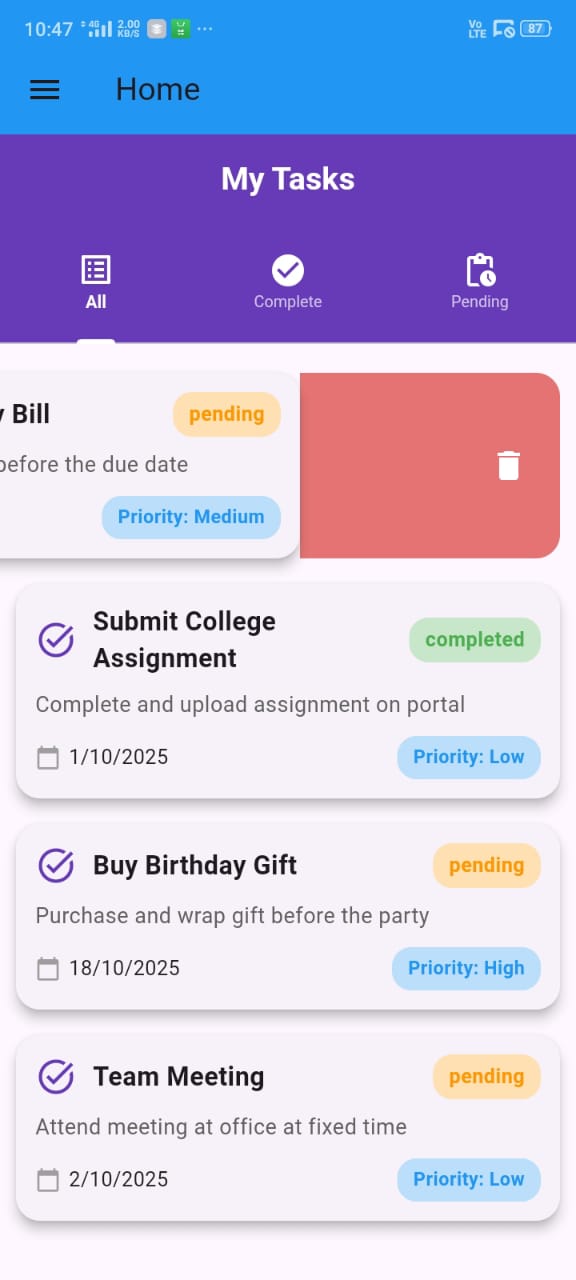 10:47 4G 2.00 KB/S Vo LTE 87
Home
My Tasks
All Complete Pending
Bill pending
before the due date
Priority: Medium
Submit College
Assignment
completed
Complete and upload assignment on portal
1/10/2025 Priority: Low
Buy Birthday Gift pending
Purchase and wrap gift before the party
18/10/2025 Priority: High
Team Meeting pending
Attend meeting at office at fixed time
2/10/2025 Priority: Low